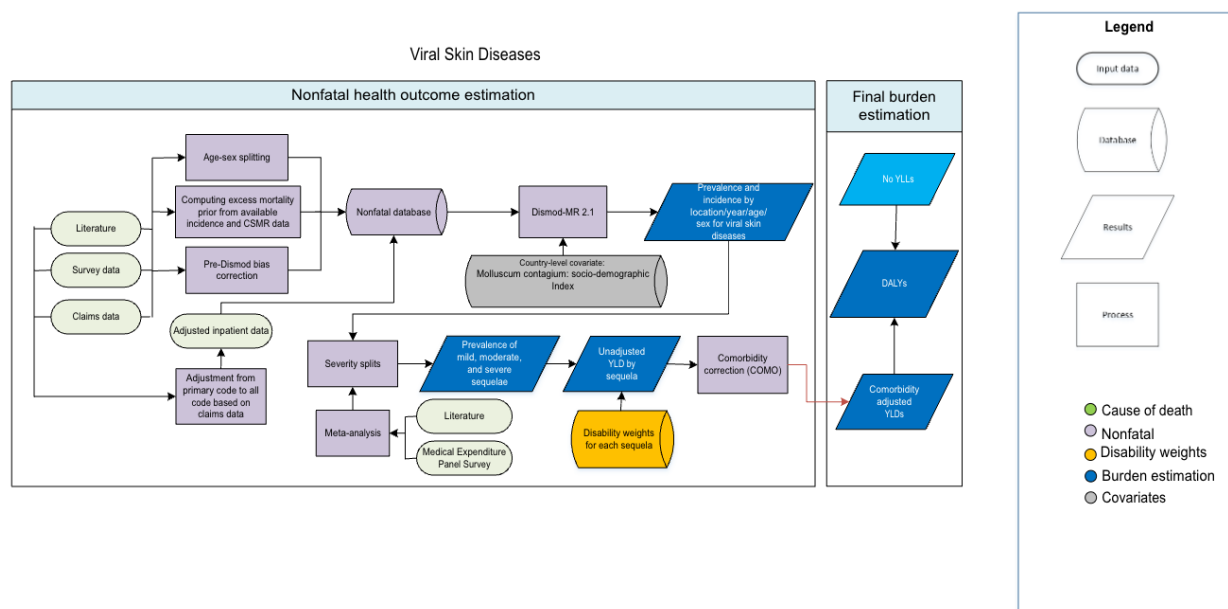 Viral Skin Diseases
Nonfatal health outcome estimation
Age-sex splitting
Computing excess mortality
prior from available
incidence and CSMR data
Literature
Survey data
Claims data
Pre-Dismod bias
correction
Adjusted inpatient data
Adjustment from
primary code to all
code based on
claims data
Nonfatal database
Dismod-MR 2.1
Country-level covariate:
Molluscum contagium: socio-demographic
Index
Prevalence and
incidence by
location/year/age/
sex for viral skin
diseases
Severity splits
Meta-analysis
Literature
Medical Expenditure
Panel Survey
Prevalence of
mild, moderate,
and severe
sequelae
Unadjusted
YLD by
sequela
Disability weights
for each sequela
Comorbidity
correction (COMO)
Final burden
estimation
No YLLs
DALYs
Comorbidity
adjusted
YLDs
Legend
Input data
Database
Results
Process
Cause of death
Nonfatal
Disability weights
Burden estimation
Covariates